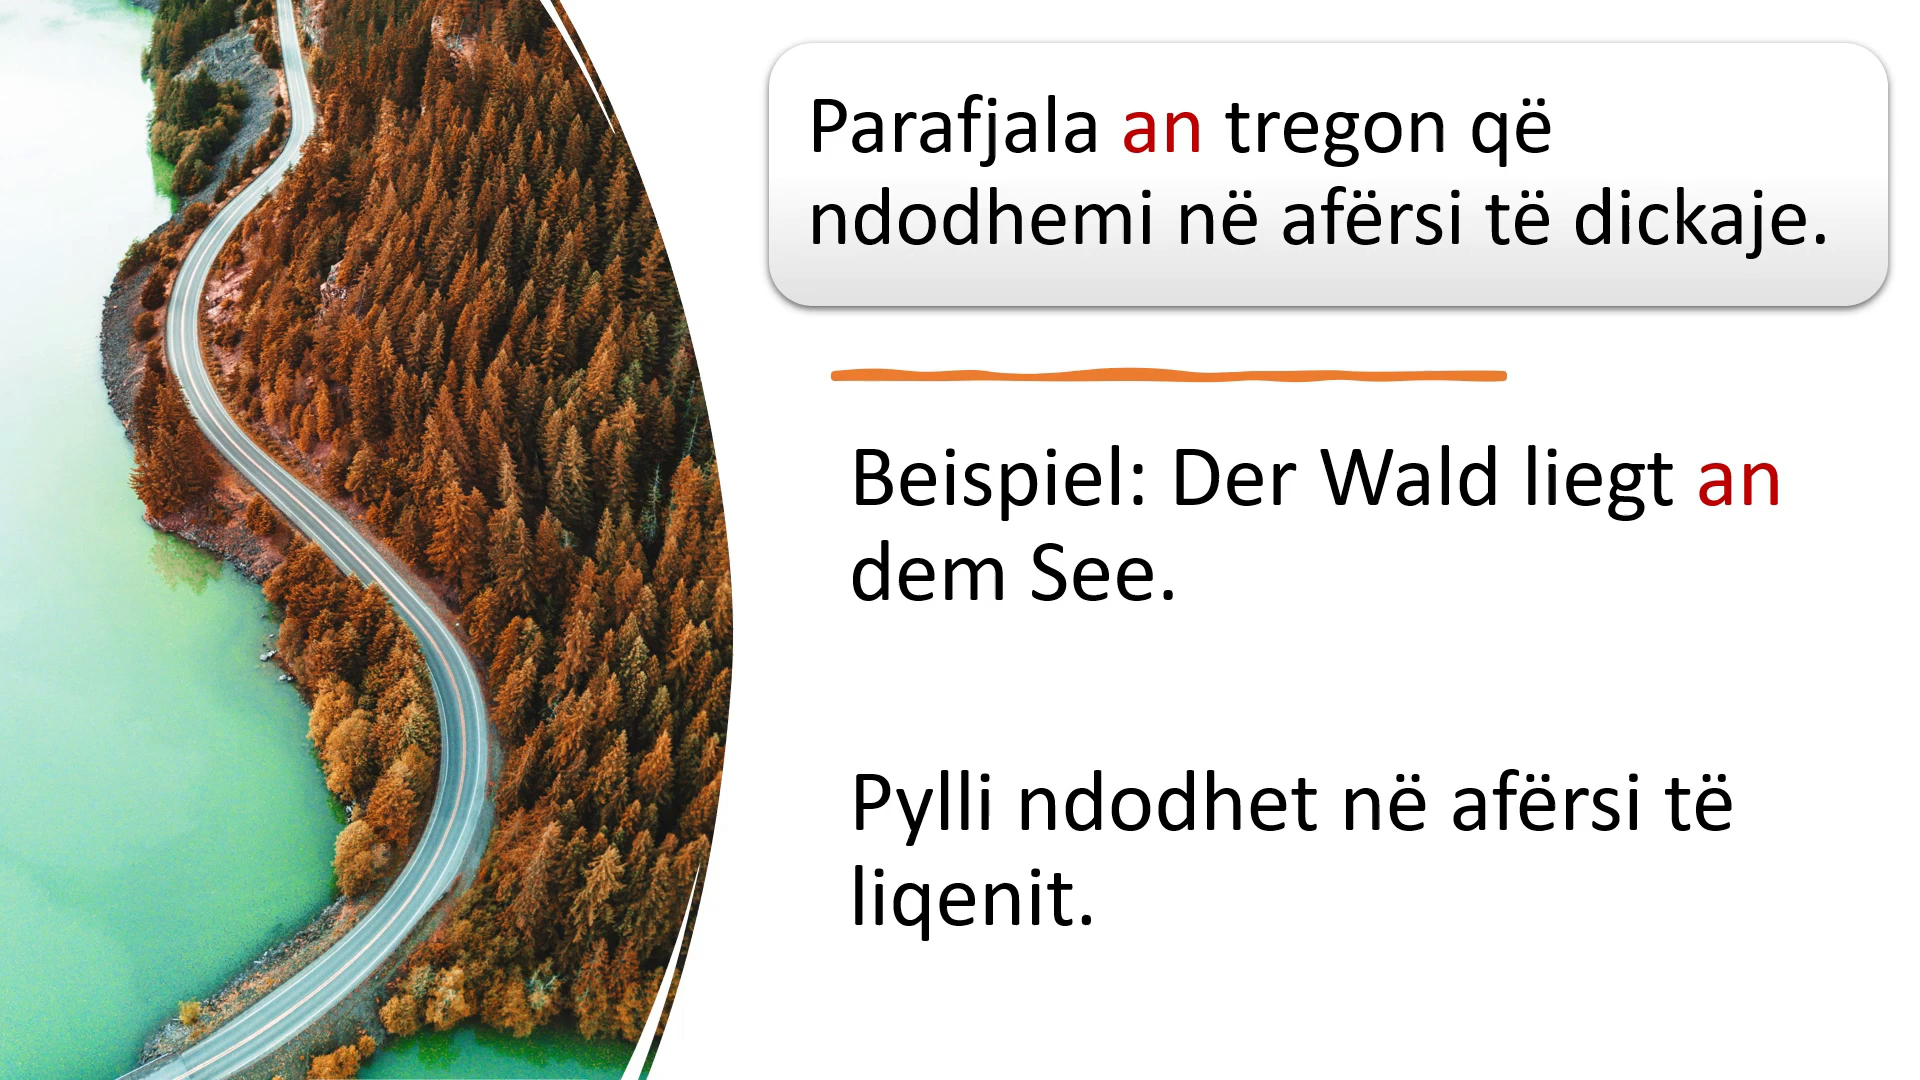 Parafjala an tregon që
ndodhemi në afërsi të dickaje.
Beispiel: Der Wald liegt an
dem See.
Pylli ndodhet në afërsi të
liqenit.